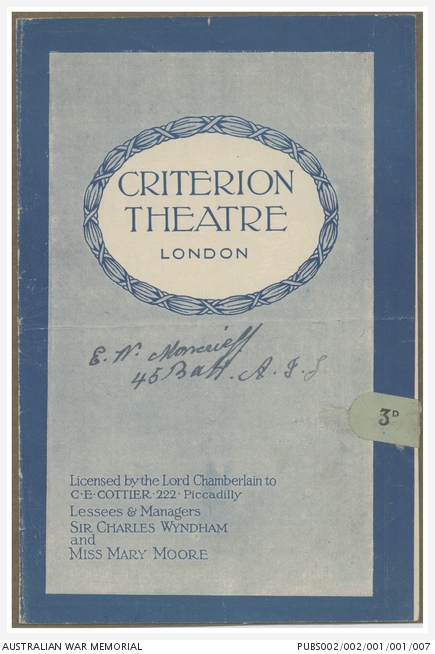 CRITERION
THEATRE
LONDON
E. W. Moncrieff
45 Batt. A. I. F.
3D
Licensed by the Lord Chamberlain to
C·E·COTTIER·222· Piccadilly
Lessees & Managers
SIR CHARLES WYNDHAM
and
MISS MARY MOORE
AUSTRALIAN WAR MEMORIAL
PUBS002/002/001/001/007